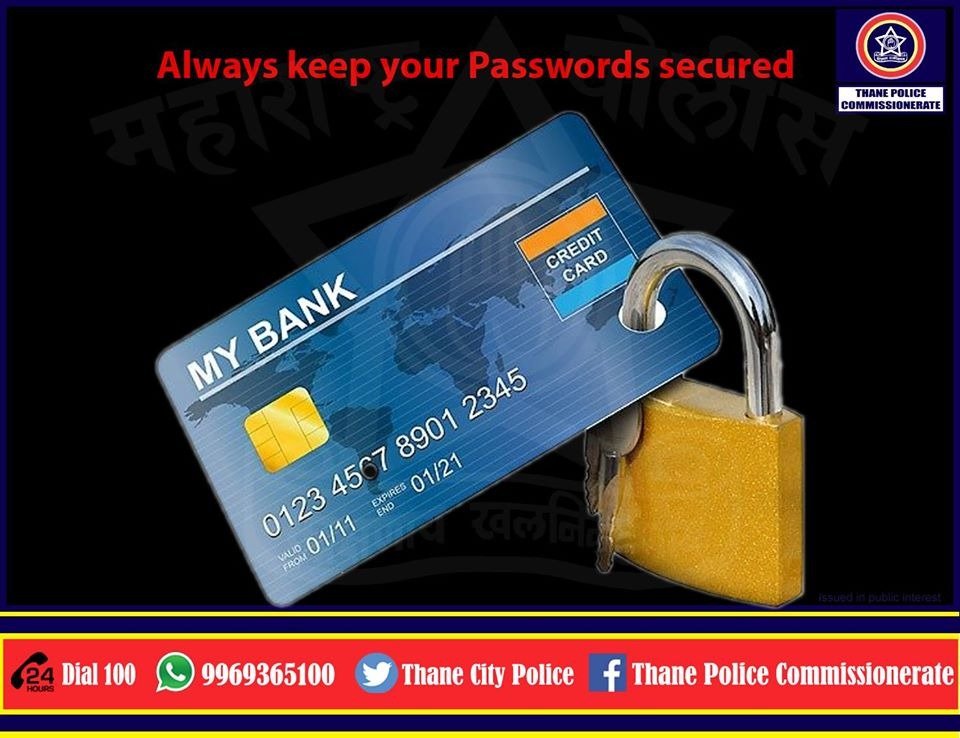 Always keep your Passwords secured
THANE POLICE
COMMISSIONERATE
महाराष्ट्र पोलीस
MY BANK
CREDIT
CARD
0123 4567 8901 2345
VALID
FROM 01/11
EXPIRES
END 01/21
Issued in public interest
24
HOURS
Dial 100
9969365100
Thane City Police
Thane Police Commissionerate